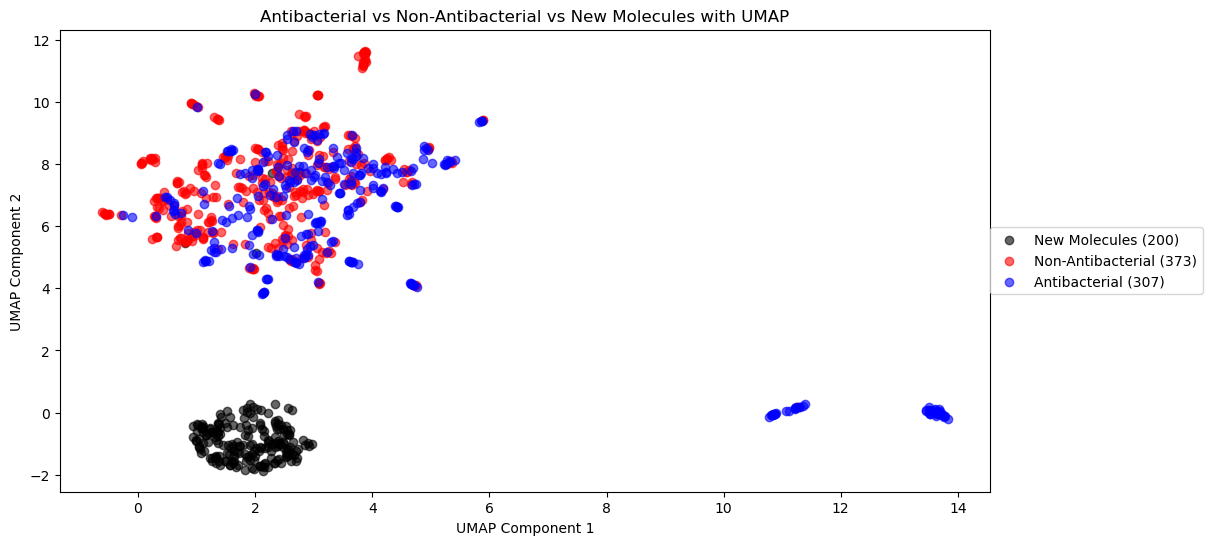 Antibacterial vs Non-Antibacterial vs New Molecules with UMAP
12
10
8
6
4
2
0
−2
UMAP Component 2
0 2 4 6 8 10 12 14
UMAP Component 1
New Molecules (200)
Non-Antibacterial (373)
Antibacterial (307)